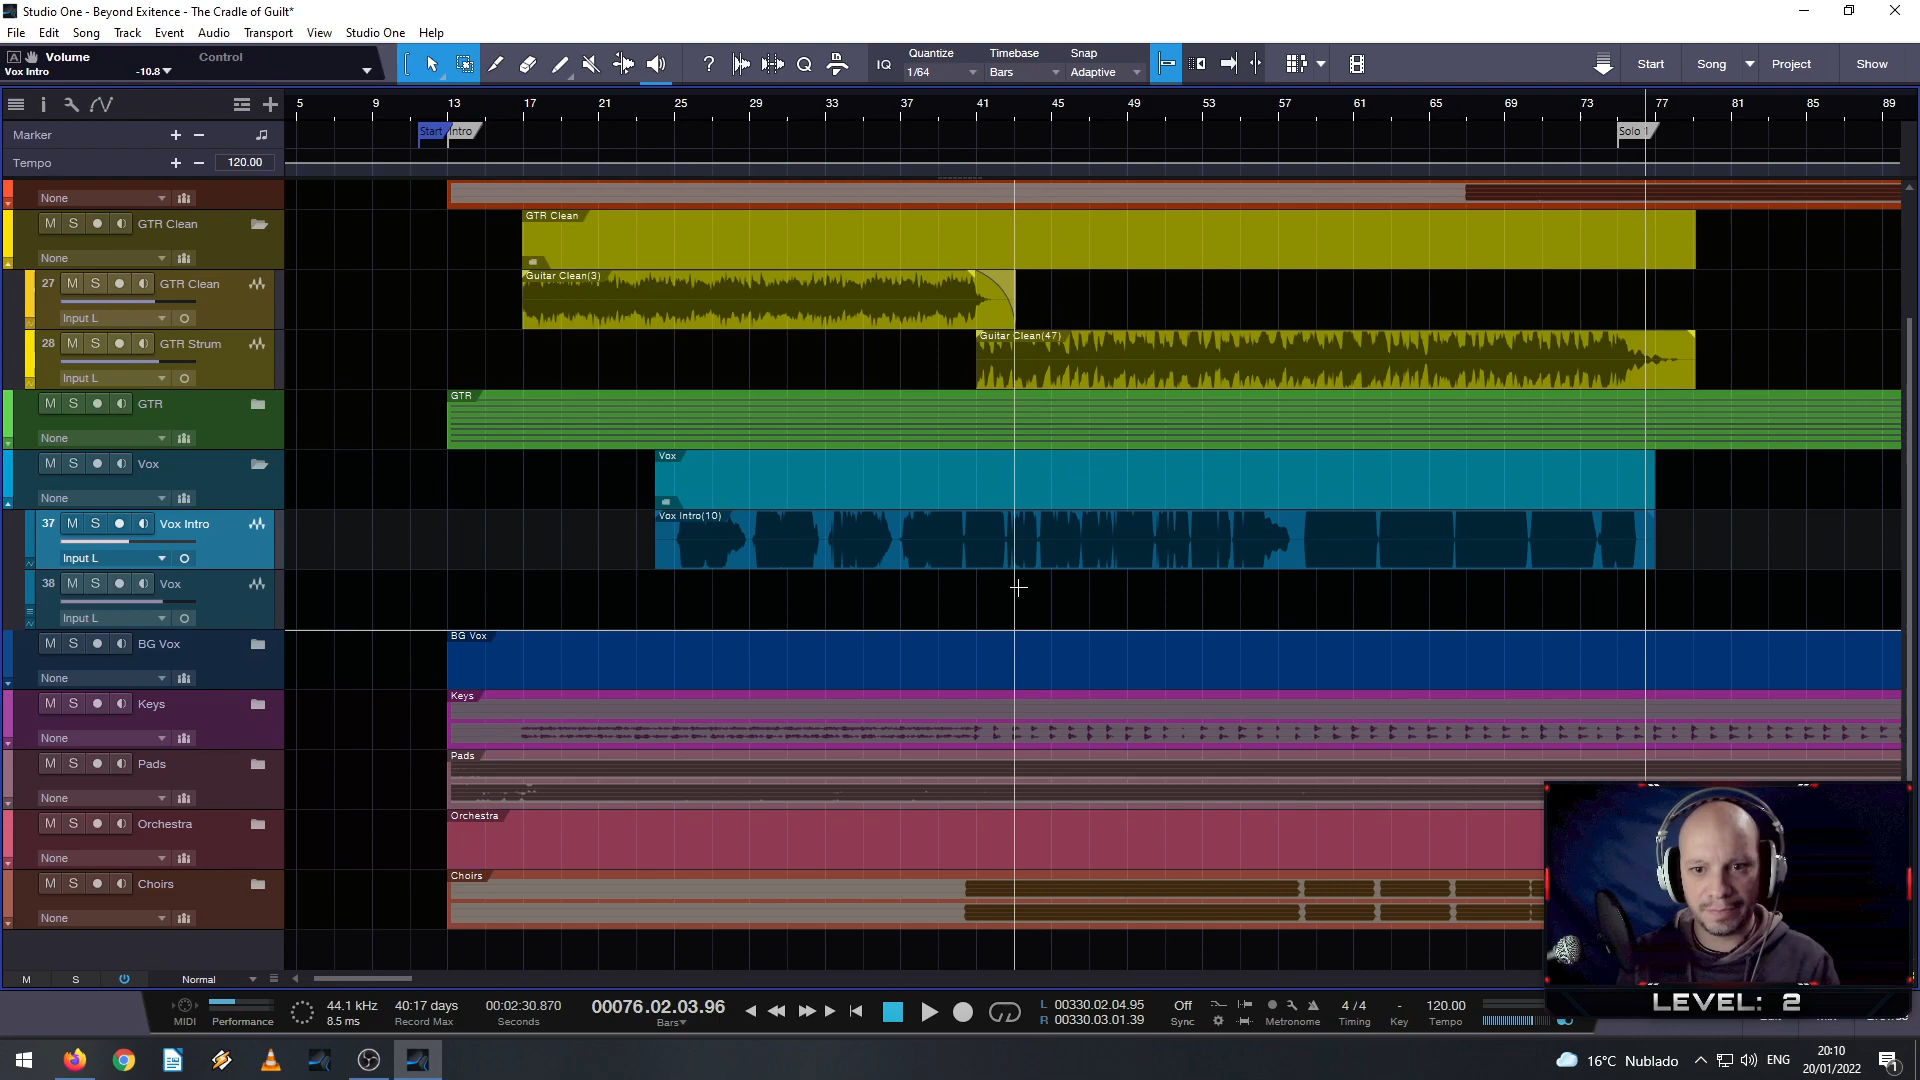 Studio One - Beyond Exitence - The Cradle of Guilt*
File Edit Song Track Event Audio Transport View Studio One Help
Volume Control
Vox Intro -10.8
? IQ Quantize Timebase Snap
1/64 Bars Adaptive
Start Song Project Show
5 9 13 17 21 25 29 33 37 41 45 49 53 57 61 65 69 73 77 81 85 89
Marker + −
Start Intro Solo 1
Tempo + − 120.00
None
M S GTR Clean
None
GTR Clean
27 M S GTR Clean
Input L
Guitar Clean(3)
28 M S GTR Strum
Input L
Guitar Clean(47)
M S GTR
None
GTR
M S Vox
None
Vox
37 M S Vox Intro
Input L
Vox Intro(10)
38 M S Vox
Input L
M S BG Vox
None
BG Vox
M S Keys
None
Keys
M S Pads
None
Pads
M S Orchestra
None
Orchestra
M S Choirs
None
Choirs
M S Normal
LEVEL: 2
MIDI Performance
44.1 kHz
8.5 ms
40:17 days
Record Max
00:02:30.870
Seconds
00076.02.03.96
Bars
L 00330.02.04.95
R 00330.03.01.39
Off
Sync
Metronome
4 / 4
Timing
-
Key
120.00
Tempo
16°C Nublado ENG
20:10
20/01/2022
1